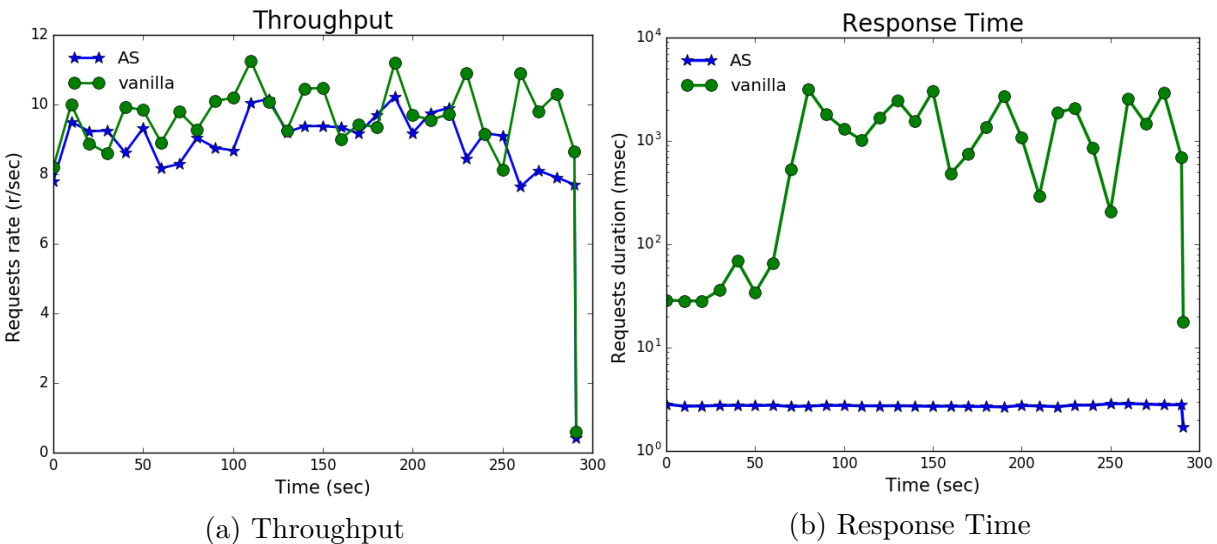 Throughput
12
10
8
6
4
2
0
0 50 100 150 200 250 300
Requests rate (r/sec)
Time (sec)
AS
vanilla
(a) Throughput
Response Time
10^4
10^3
10^2
10^1
10^0
0 50 100 150 200 250 300
Requests duration (msec)
Time (sec)
AS
vanilla
(b) Response Time